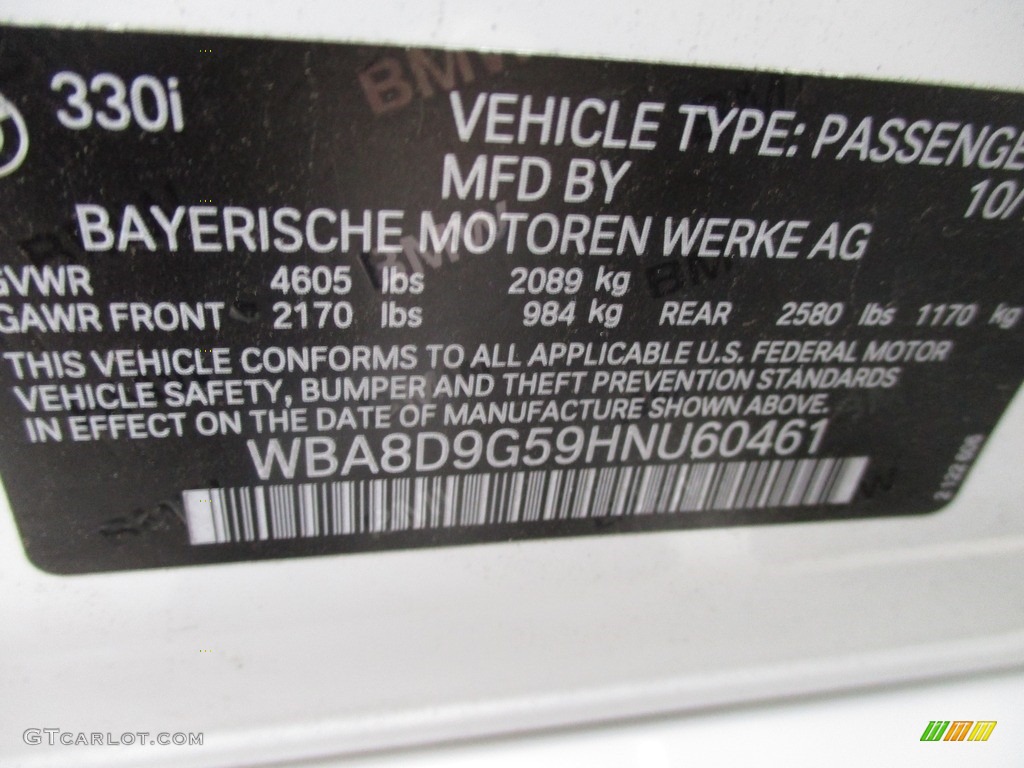 330i
VEHICLE TYPE: PASSENGE
MFD BY
10/
BAYERISCHE MOTOREN WERKE AG
GVWR 4605 lbs 2089 kg
GAWR FRONT 2170 lbs 984 kg REAR 2580 lbs 1170 kg
THIS VEHICLE CONFORMS TO ALL APPLICABLE U.S. FEDERAL MOTOR
VEHICLE SAFETY, BUMPER AND THEFT PREVENTION STANDARDS
IN EFFECT ON THE DATE OF MANUFACTURE SHOWN ABOVE.
WBA8D9G59HNU60461
GTCARLOT.COM